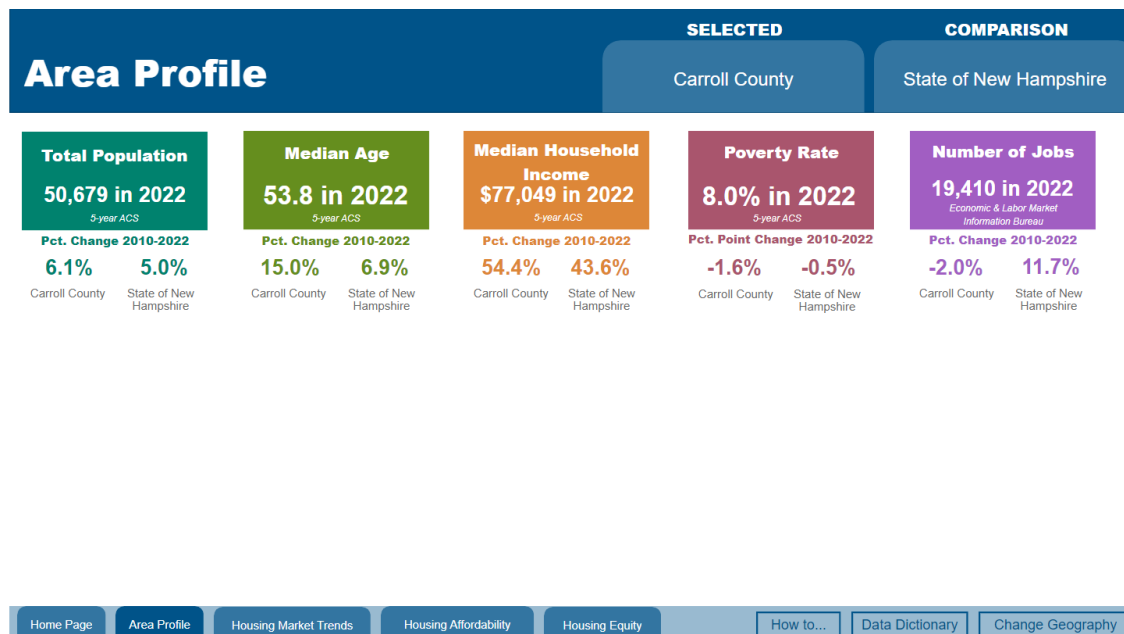 SELECTED
COMPARISON
Area Profile
Carroll County
State of New Hampshire
Total Population
50,679 in 2022
5-year ACS
Pct. Change 2010-2022
6.1%
5.0%
Carroll County
State of New
Hampshire
Median Age
53.8 in 2022
5-year ACS
Pct. Change 2010-2022
15.0%
6.9%
Carroll County
State of New
Hampshire
Median Household
Income
$77,049 in 2022
5-year ACS
Pct. Change 2010-2022
54.4%
43.6%
Carroll County
State of New
Hampshire
Poverty Rate
8.0% in 2022
5-year ACS
Pct. Point Change 2010-2022
-1.6%
-0.5%
Carroll County
State of New
Hampshire
Number of Jobs
19,410 in 2022
Economic & Labor Market
Information Bureau
Pct. Change 2010-2022
-2.0%
11.7%
Carroll County
State of New
Hampshire
Home Page
Area Profile
Housing Market Trends
Housing Affordability
Housing Equity
How to...
Data Dictionary
Change Geography